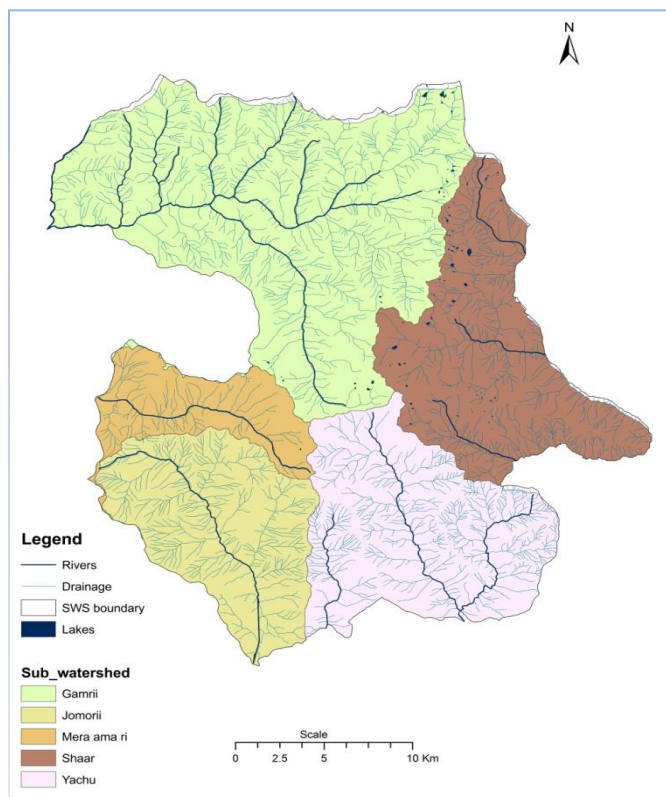 N
Legend
Rivers
Drainage
SWS boundary
Lakes
Sub_watershed
Gamrii
Jomorii
Mera ama ri
Shaar
Yachu
Scale
0 2.5 5 10 Km